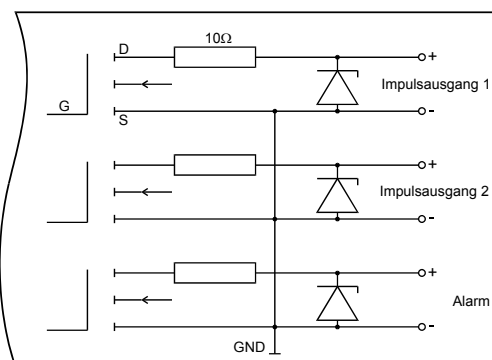 10Ω
D
+
Impulsausgang 1
G
S
-
+
Impulsausgang 2
-
+
Alarm
-
GND